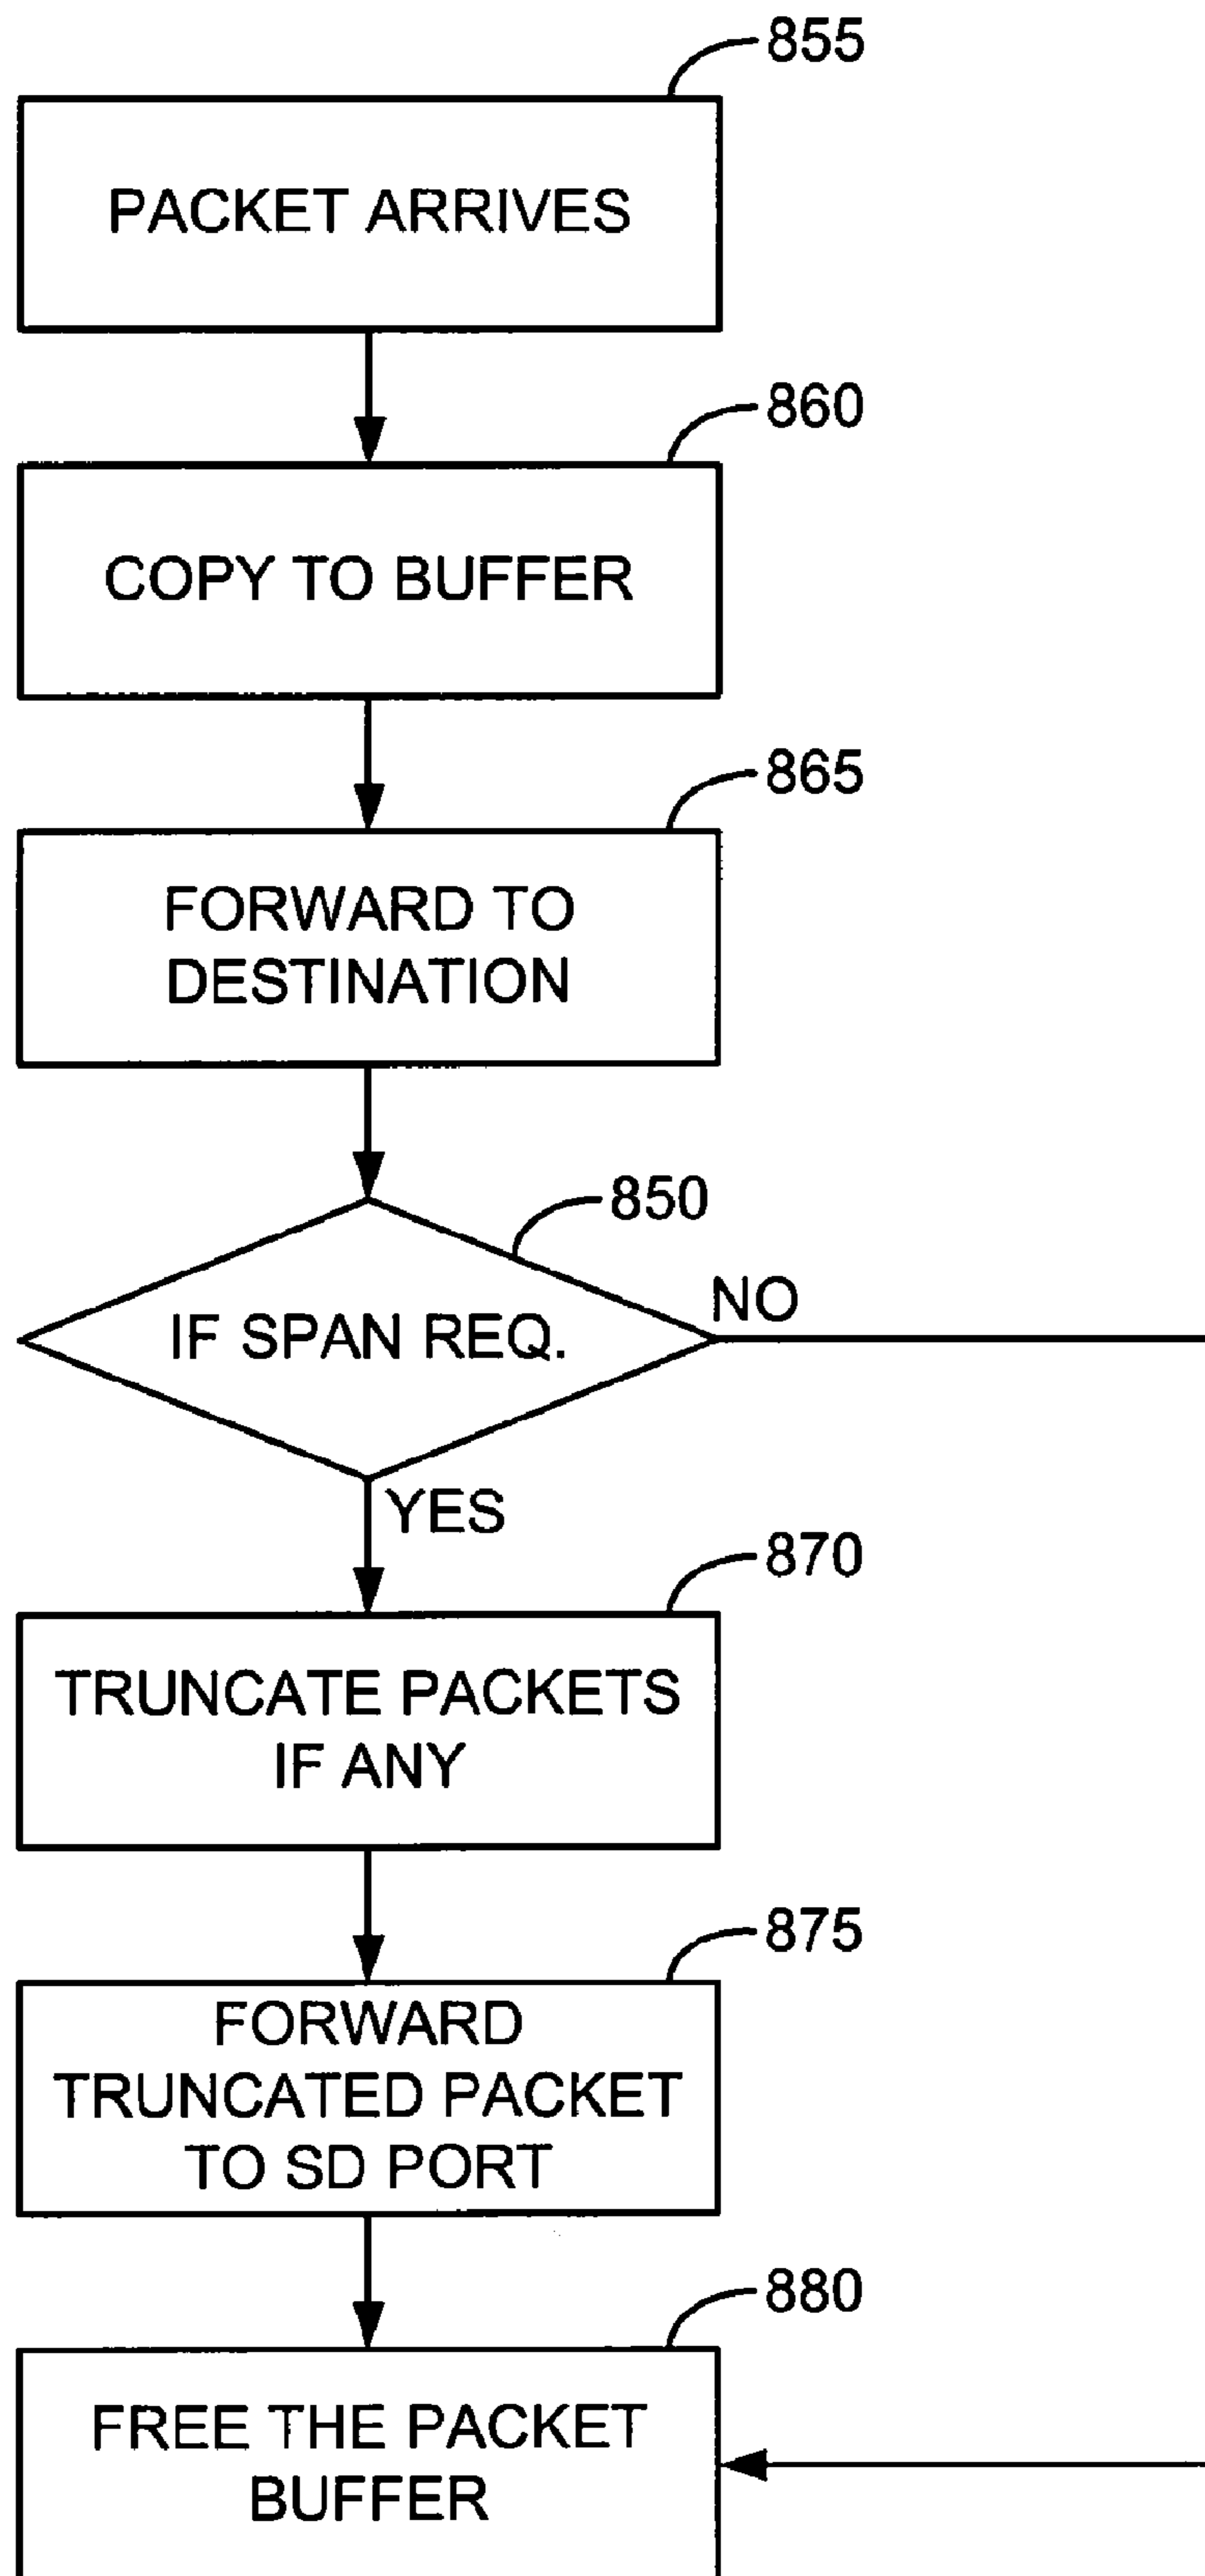 855
PACKET ARRIVES
860
COPY TO BUFFER
865
FORWARD TO
DESTINATION
850
IF SPAN REQ.
NO
YES
870
TRUNCATE PACKETS
IF ANY
875
FORWARD
TRUNCATED PACKET
TO SD PORT
880
FREE THE PACKET
BUFFER